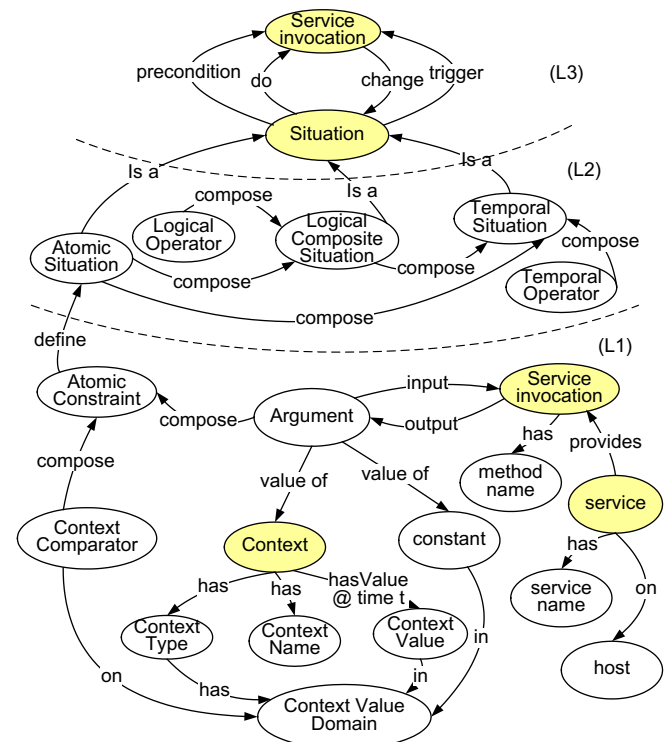 Service
invocation
precondition
do
change
trigger
(L3)
Situation
Is a
Is a
Is a
(L2)
compose
Logical
Operator
Logical
Composite
Situation
Temporal
Situation
Atomic
Situation
compose
compose
compose
Temporal
Operator
compose
define
(L1)
Atomic
Constraint
input
Service
invocation
Argument
compose
output
has
provides
compose
value of
value of
method
name
service
Context
Comparator
Context
constant
has
has
has
hasValue
@ time t
service
name
on
Context
Type
Context
Name
Context
Value
in
on
has
in
host
Context Value
Domain